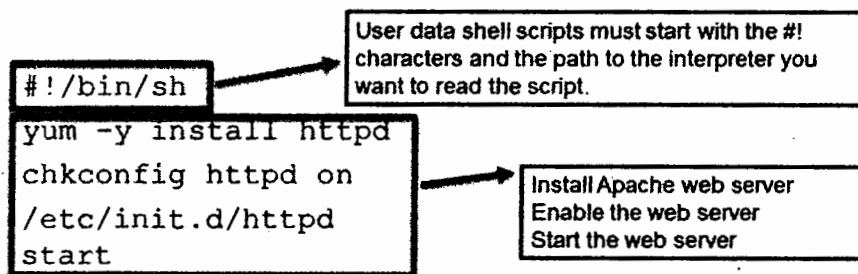 User data shell scripts must start with the #!
characters and the path to the interpreter you
want to read the script.
#!/bin/sh
yum -y install httpd
chkconfig httpd on
/etc/init.d/httpd
start
Install Apache web server
Enable the web server
Start the web server